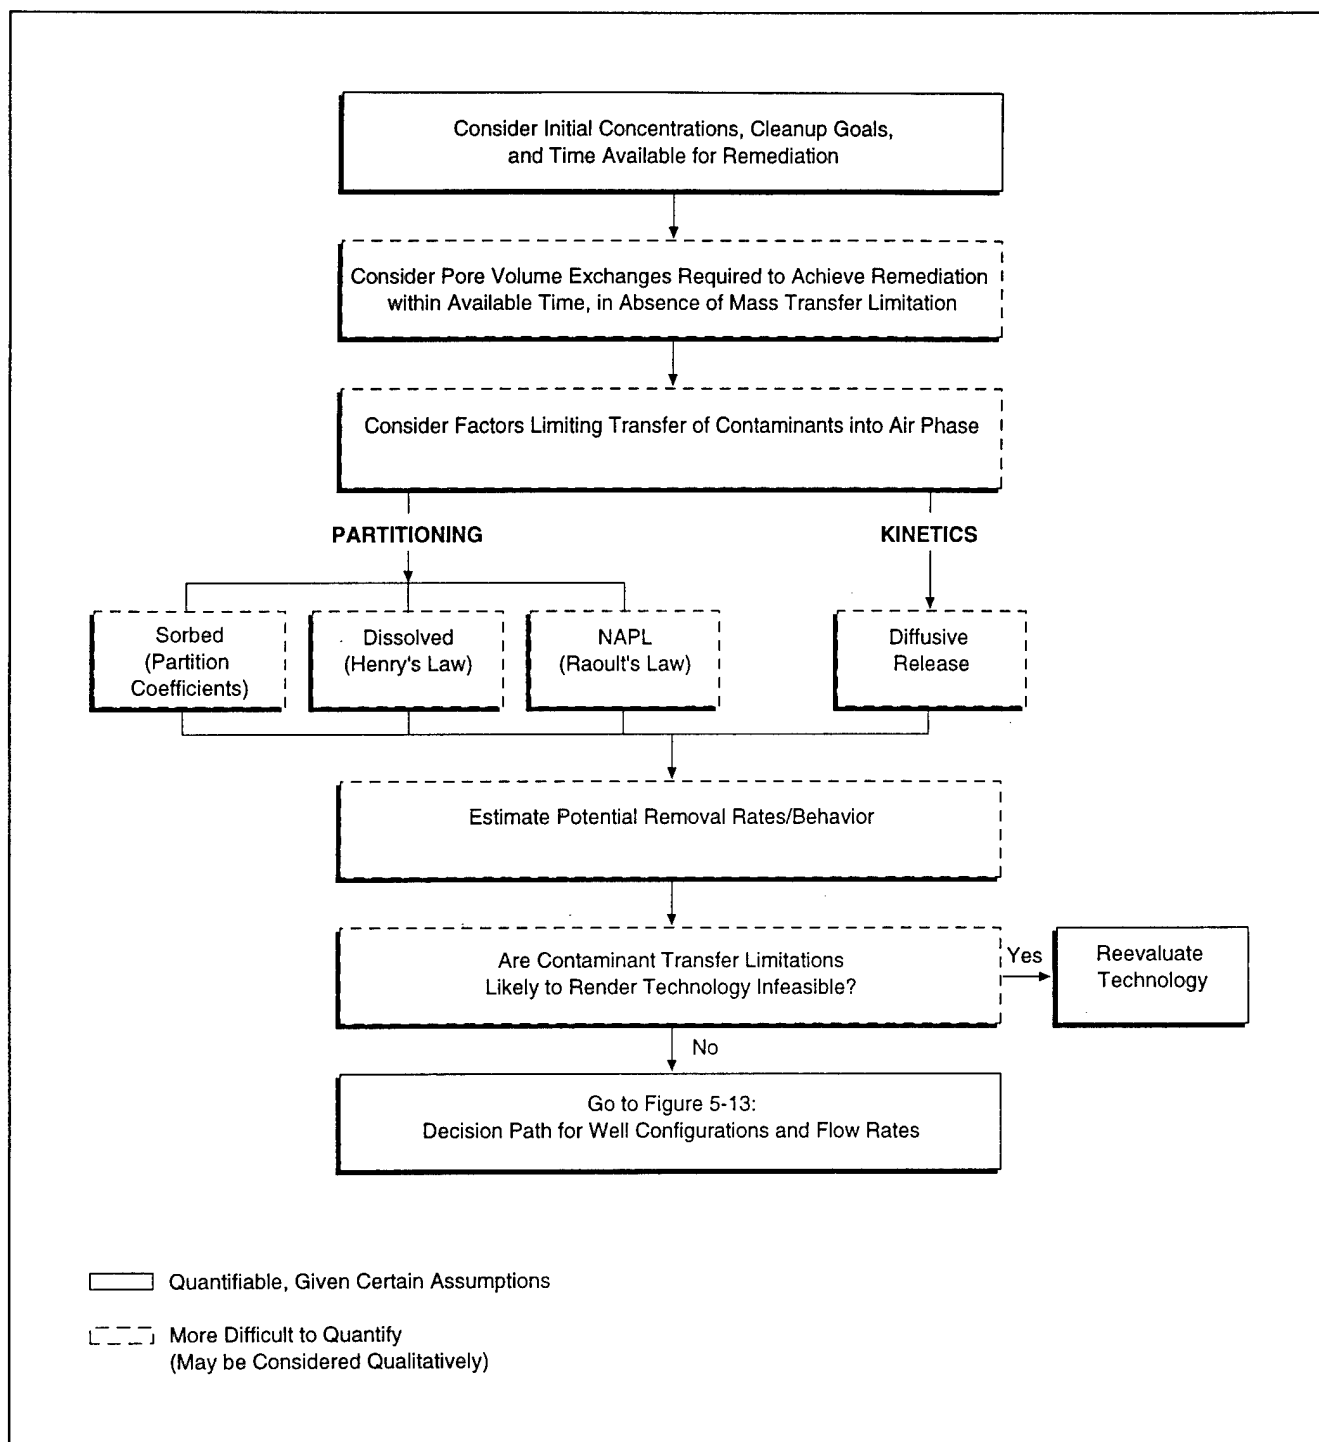 Consider Initial Concentrations, Cleanup Goals,
and Time Available for Remediation
Consider Pore Volume Exchanges Required to Achieve Remediation
within Available Time, in Absence of Mass Transfer Limitation
Consider Factors Limiting Transfer of Contaminants into Air Phase
PARTITIONING
KINETICS
Sorbed
(Partition
Coefficients)
Dissolved
(Henry's Law)
NAPL
(Raoult's Law)
Diffusive
Release
Estimate Potential Removal Rates/Behavior
Are Contaminant Transfer Limitations
Likely to Render Technology Infeasible?
Yes
Reevaluate
Technology
No
Go to Figure 5-13:
Decision Path for Well Configurations and Flow Rates
Quantifiable, Given Certain Assumptions
More Difficult to Quantify
(May be Considered Qualitatively)